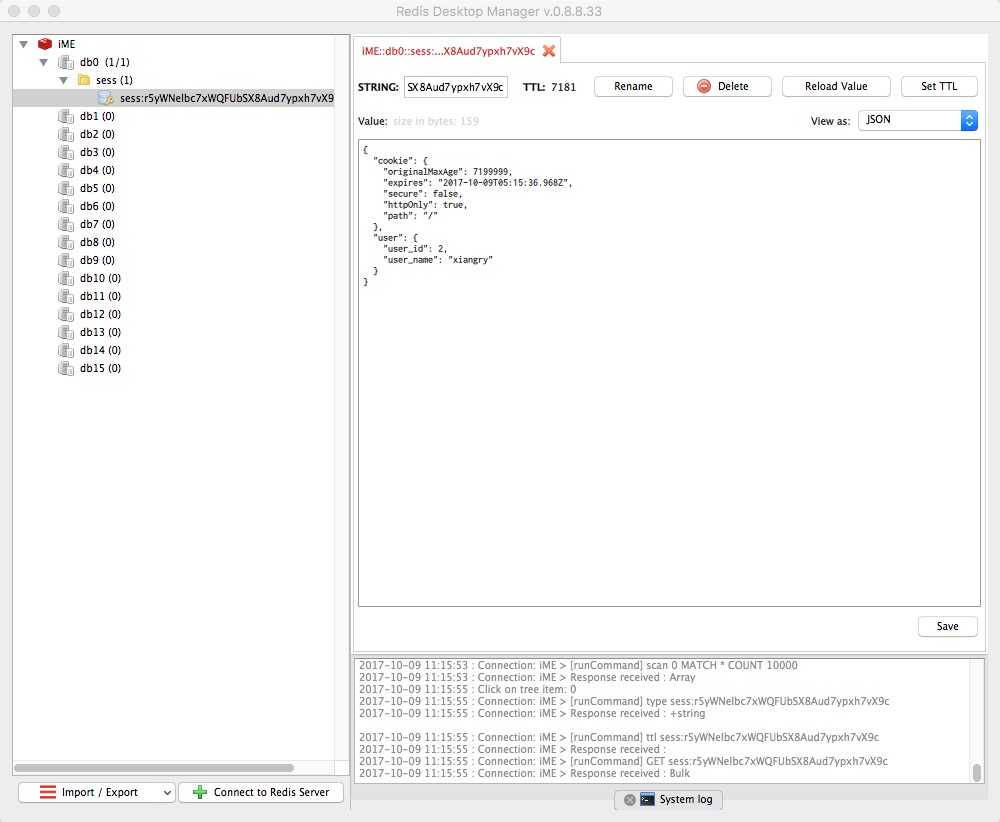 Redis Desktop Manager v.0.8.8.33
iME
db0 (1/1)
sess (1)
sess:r5yWNelbc7xWQFUbSX8Aud7ypxh7vX9
db1 (0)
db2 (0)
db3 (0)
db4 (0)
db5 (0)
db6 (0)
db7 (0)
db8 (0)
db9 (0)
db10 (0)
db11 (0)
db12 (0)
db13 (0)
db14 (0)
db15 (0)
Import / Export
Connect to Redis Server
iME::db0::sess:...X8Aud7ypxh7vX9c
STRING: SX8Aud7ypxh7vX9c TTL: 7181 Rename Delete Reload Value Set TTL
Value: size in bytes: 159 View as: JSON
{
"cookie": {
"originalMaxAge": 7199999,
"expires": "2017-10-09T05:15:36.968Z",
"secure": false,
"httpOnly": true,
"path": "/"
},
"user": {
"user_id": 2,
"user_name": "xiangry"
}
}
Save
2017-10-09 11:15:53 : Connection: iME > [runCommand] scan 0 MATCH * COUNT 10000
2017-10-09 11:15:53 : Connection: iME > Response received : Array
2017-10-09 11:15:55 : Click on tree item: 0
2017-10-09 11:15:55 : Connection: iME > [runCommand] type sess:r5yWNelbc7xWQFUbSX8Aud7ypxh7vX9c
2017-10-09 11:15:55 : Connection: iME > Response received : +string
2017-10-09 11:15:55 : Connection: iME > [runCommand] ttl sess:r5yWNelbc7xWQFUbSX8Aud7ypxh7vX9c
2017-10-09 11:15:55 : Connection: iME > Response received :
2017-10-09 11:15:55 : Connection: iME > [runCommand] GET sess:r5yWNelbc7xWQFUbSX8Aud7ypxh7vX9c
2017-10-09 11:15:55 : Connection: iME > Response received : Bulk
System log